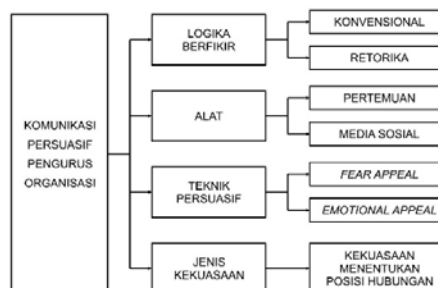 KOMUNIKASI
PERSUASIF
PENGURUS
ORGANISASI
LOGIKA
BERFIKIR
KONVENSIONAL
RETORIKA
ALAT
PERTEMUAN
MEDIA SOSIAL
TEKNIK
PERSUASIF
FEAR APPEAL
EMOTIONAL APPEAL
JENIS
KEKUASAAN
KEKUASAAN
MENENTUKAN
POSISI HUBUNGAN